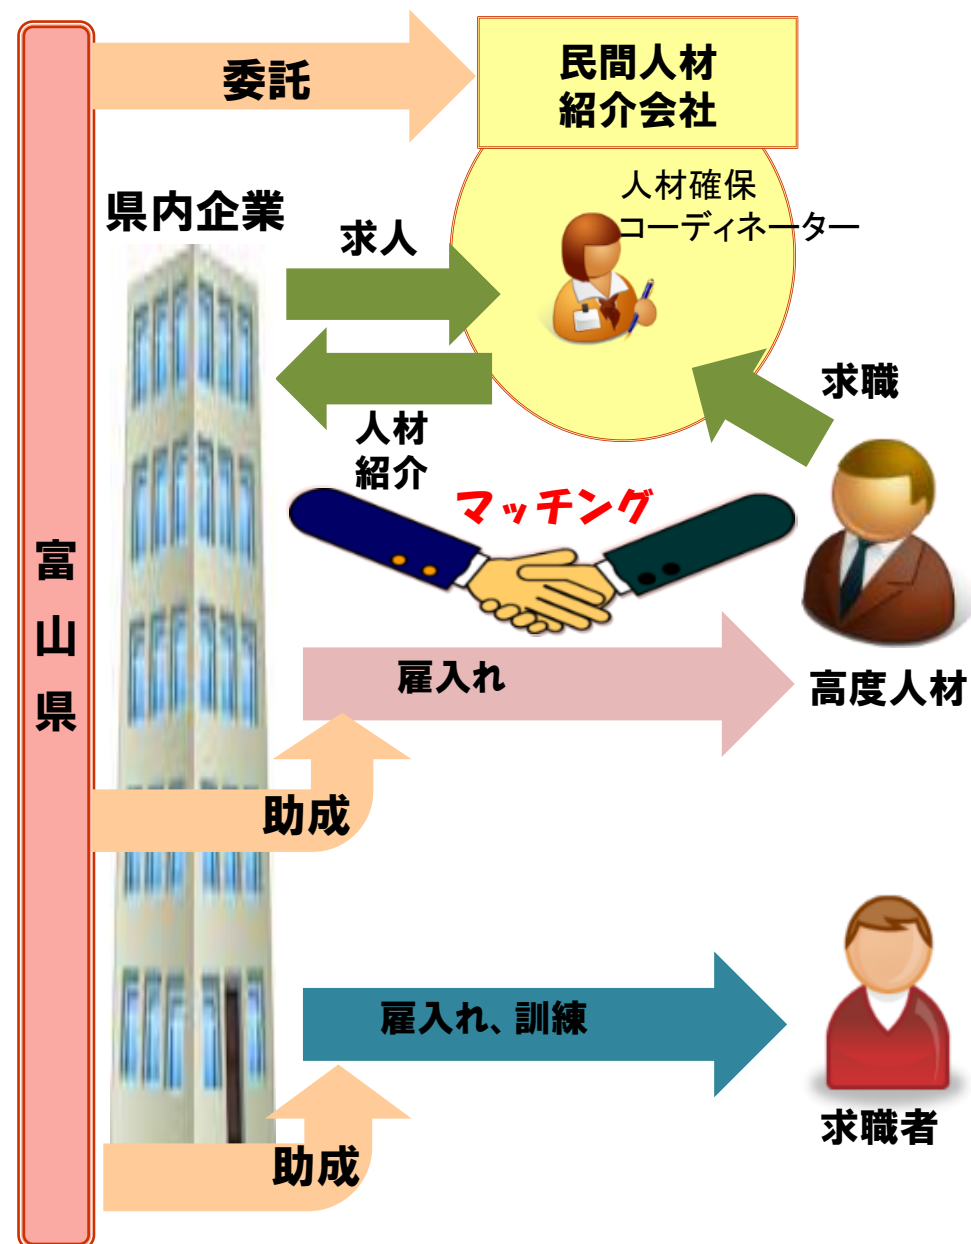 委託
民間人材
紹介会社
人材確保
コーディネーター
県内企業
求人
求職
人材
紹介
マッチング
富山県
雇入れ
高度人材
助成
雇入れ、訓練
求職者
助成